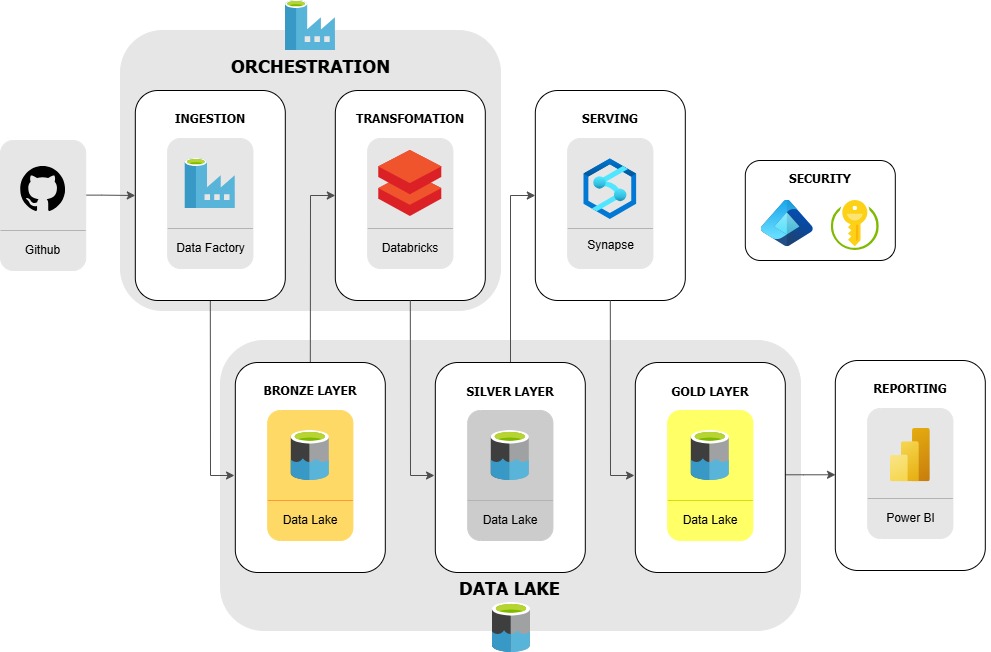 ORCHESTRATION
INGESTION
TRANSFOMATION
SERVING
SECURITY
Github
Data Factory
Databricks
Synapse
BRONZE LAYER
SILVER LAYER
GOLD LAYER
REPORTING
Data Lake
Data Lake
Data Lake
Power BI
DATA LAKE